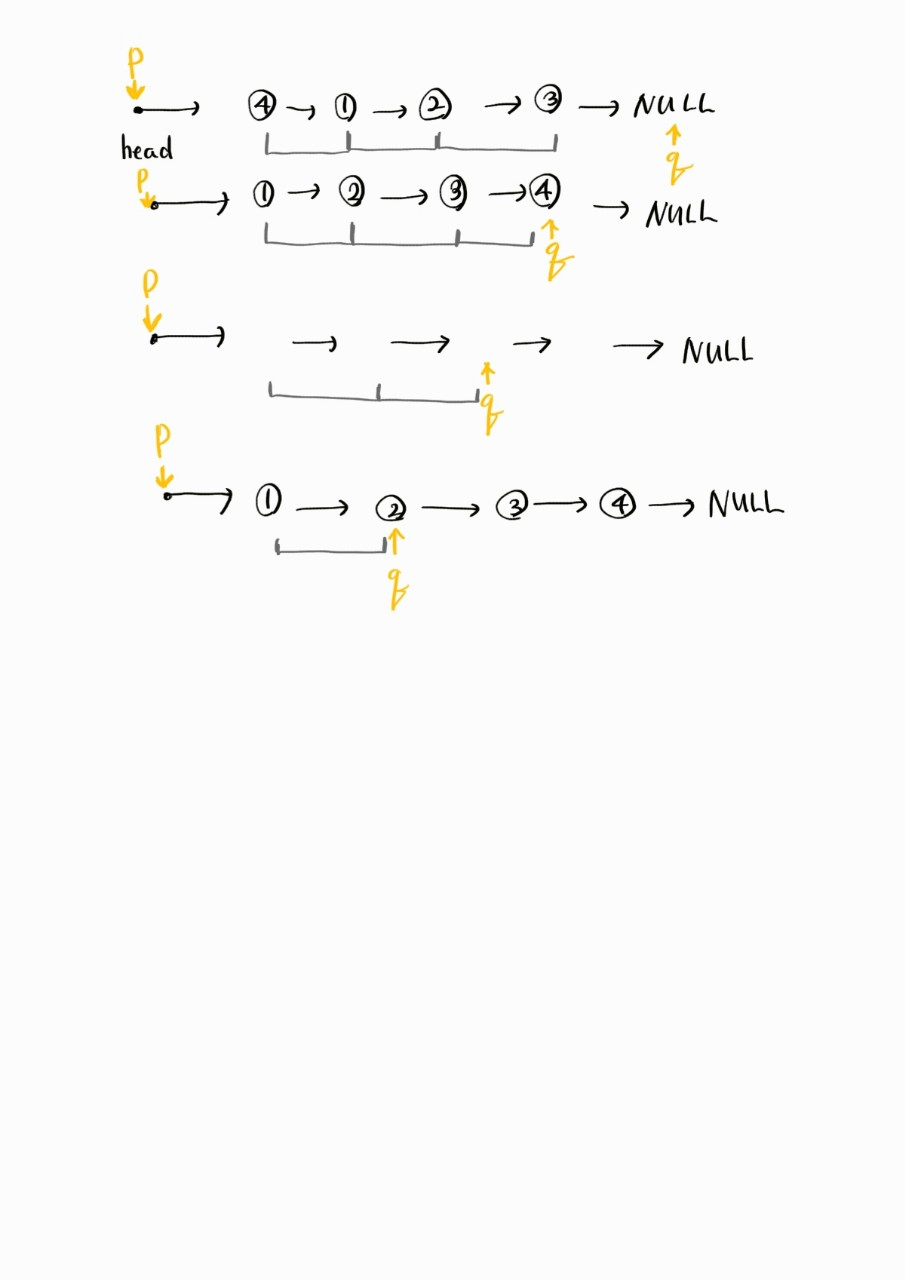 P
④ → ① → ② → ③ → NULL
head
q
P
① → ② → ③ → ④ → NULL
q
P
→ → → → → NULL
q
P
→ ① → ② → ③ → ④ → NULL
q